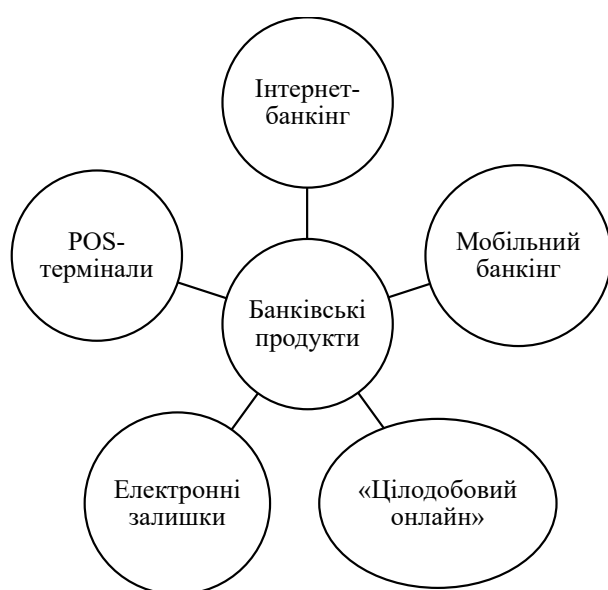 Інтернет-
банкінг
POS-
термінали
Мобільний
банкінг
Банківські
продукти
Електронні
залишки
«Цілодобовий
онлайн»